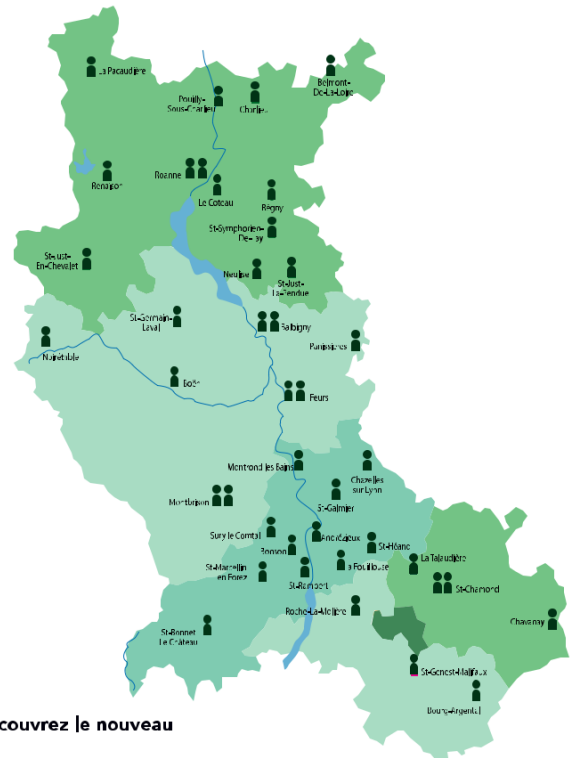 La Pacaudière
Belmont-
De-La-Loire
Pouilly-
Sous-Charlieu
Charlieu
Renaison
Roanne
Le Coteau
Régny
St-Symphorien-
De-Lay
St-Just-
En-Chevalet
Neulise
St-Just-
La-Pendue
St-Germain-
Laval
Balbigny
Noirétable
Panissières
Boën
Feurs
Montrond les Bains
Chazelles
sur Lyon
Montbrison
St-Galmier
Sury le Comtal
Andrézieux
Bonson
St-Héand
La Talaudière
St-Marcellin
en Forez
La Fouillouse
St-Rambert
St-Chamond
Roche-La-Molière
Chavanay
St-Bonnet
Le Château
St-Genest-Malifaux
Bourg-Argental
couvrez le nouveau